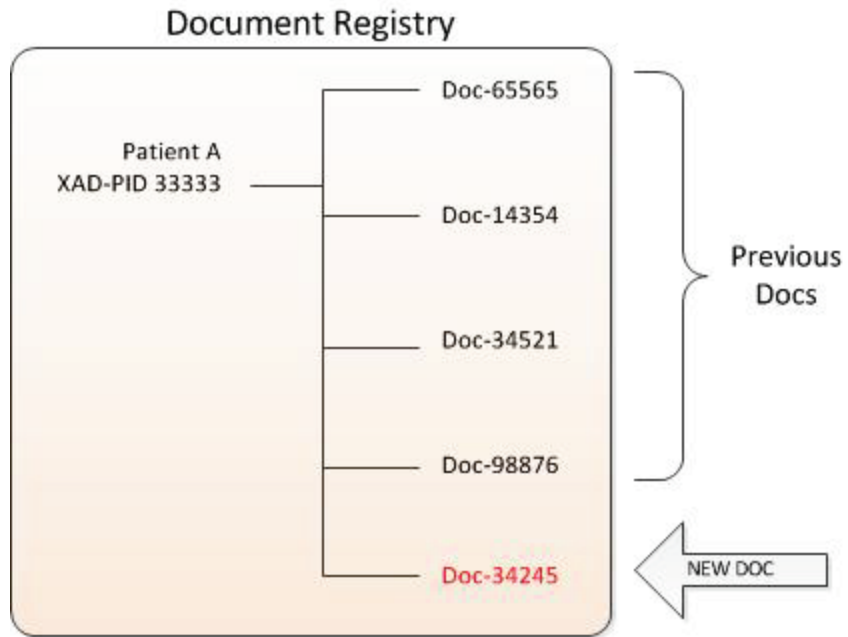 Document Registry
Doc-65565
Patient A
XAD-PID 33333
Doc-14354
Previous
Docs
Doc-34521
Doc-98876
Doc-34245
NEW DOC